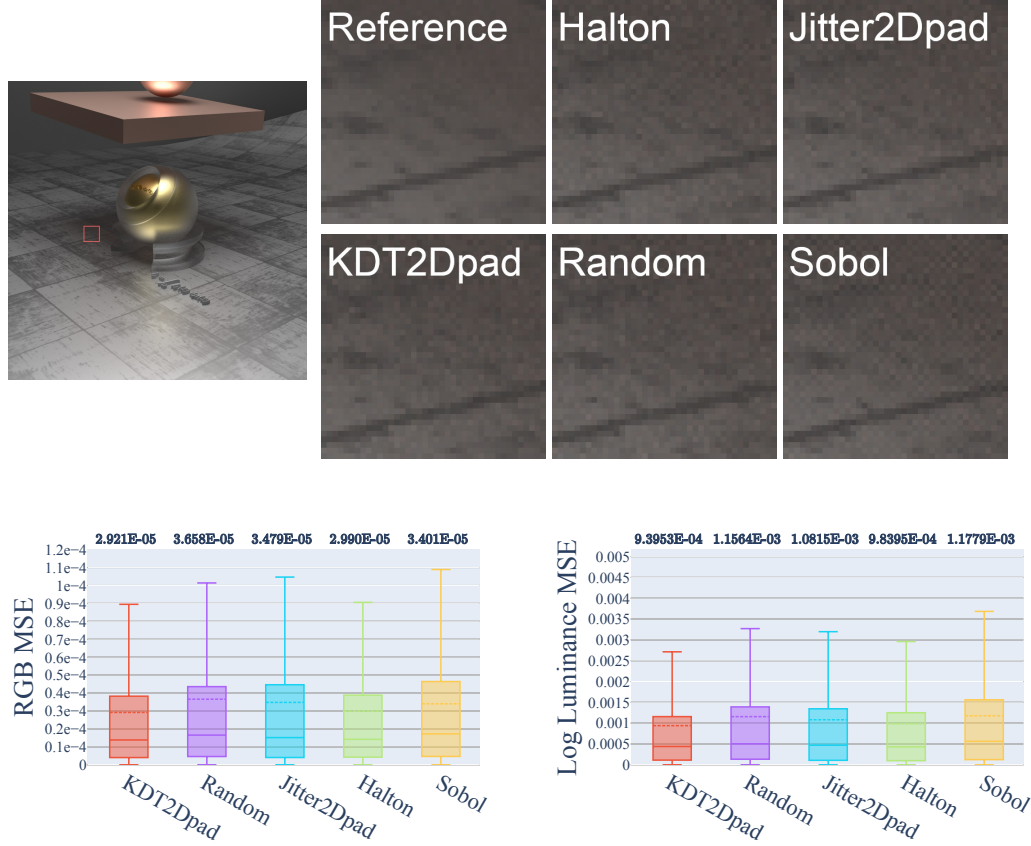 Reference
Halton
Jitter2Dpad
KDT2Dpad
Random
Sobol
2.921E-05 3.658E-05 3.479E-05 2.990E-05 3.401E-05
RGB MSE
1.2e−4
1.1e−4
1e−4
0.9e−4
0.8e−4
0.7e−4
0.6e−4
0.5e−4
0.4e−4
0.3e−4
0.2e−4
0.1e−4
0
KDT2Dpad
Random
Jitter2Dpad
Halton
Sobol
9.3953E-04 1.1564E-03 1.0815E-03 9.8395E-04 1.1779E-03
Log Luminance MSE
0.005
0.0045
0.004
0.0035
0.003
0.0025
0.002
0.0015
0.001
0.0005
0
KDT2Dpad
Random
Jitter2Dpad
Halton
Sobol